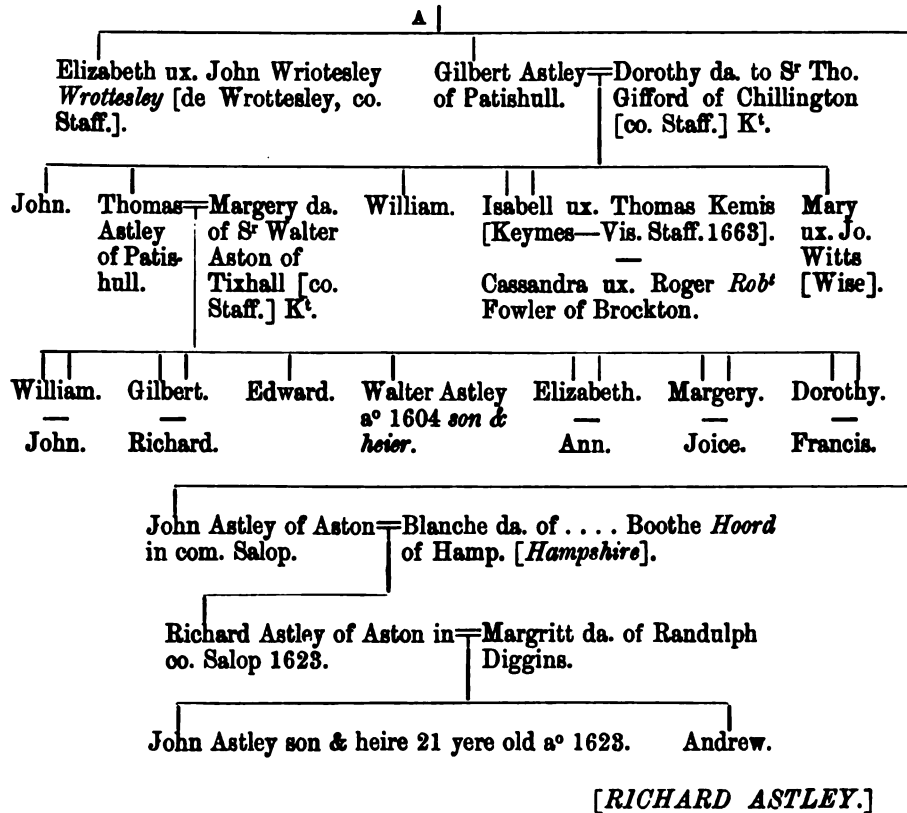 A
Elizabeth ux. John Wriotesley
Wrottesley [de Wrottesley, co.
Staff.].
Gilbert Astley
of Patishull.
Dorothy da. to Sʳ Tho.
Gifford of Chillington
[co. Staff.] Kᵗ.
John.
Thomas
Astley
of Patis-
hull.
Margery da.
of Sʳ Walter
Aston of
Tixhall [co.
Staff.] Kᵗ.
William.
Isabell ux. Thomas Kemis
[Keymes—Vis. Staff. 1663].
—
Cassandra ux. Roger Robᵗ
Fowler of Brockton.
Mary
ux. Jo.
Witts
[Wise].
William.
—
John.
Gilbert.
—
Richard.
Edward.
Walter Astley
aº 1604 son &
heier.
Elizabeth.
—
Ann.
Margery.
—
Joice.
Dorothy.
—
Francis.
John Astley of Aston
in com. Salop.
Blanche da. of . . . . Boothe Hoord
of Hamp. [Hampshire].
Richard Astley of Aston in
co. Salop 1623.
Margritt da. of Randulph
Diggins.
John Astley son & heire 21 yere old aº 1623.
Andrew.
[RICHARD ASTLEY.]